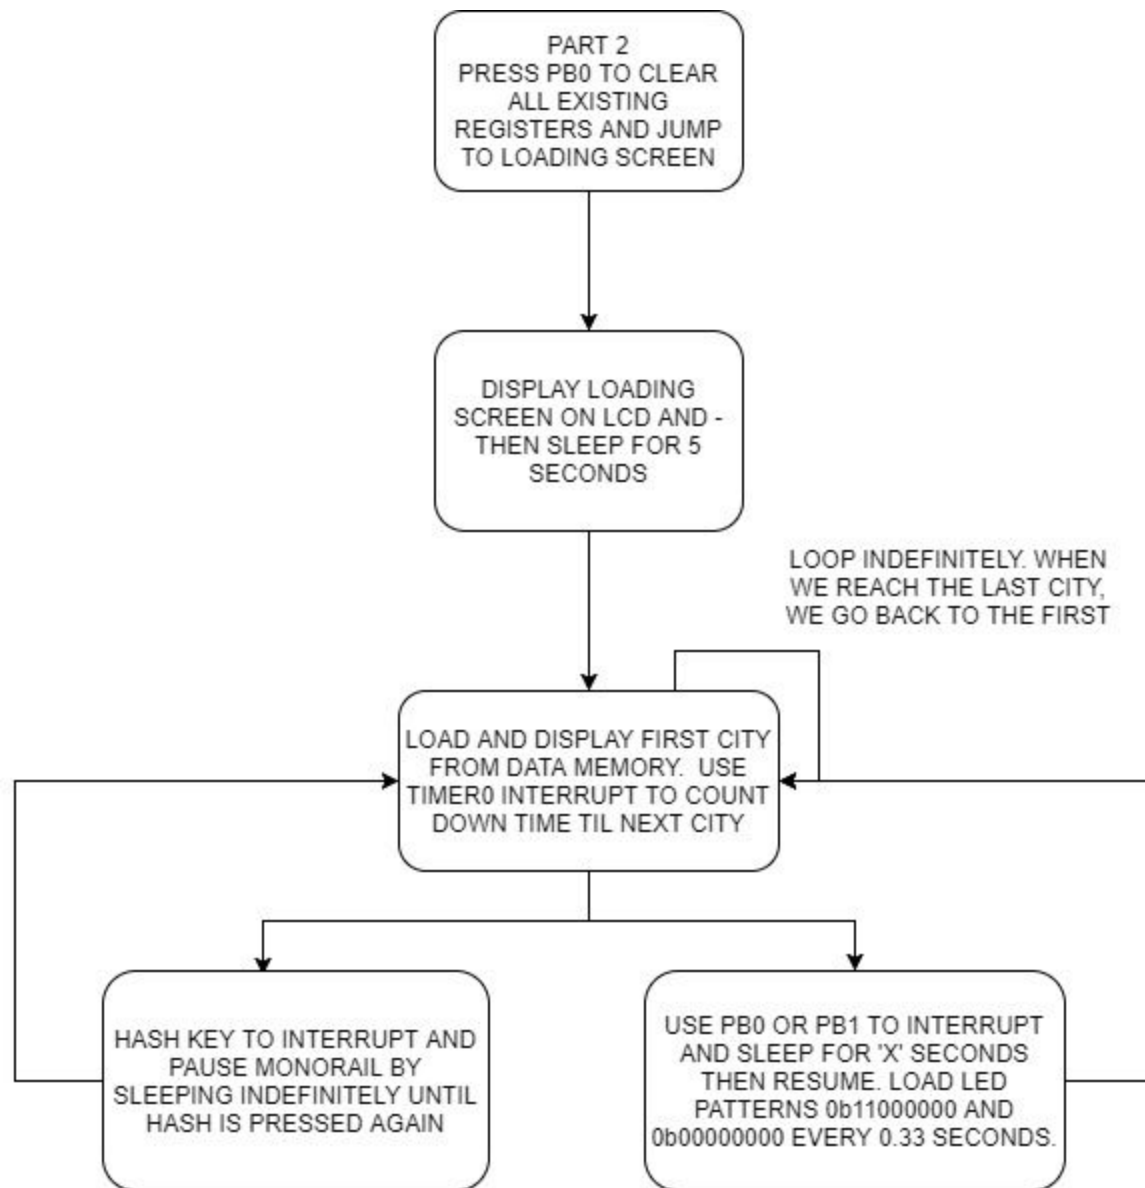 PART 2
PRESS PB0 TO CLEAR
ALL EXISTING
REGISTERS AND JUMP
TO LOADING SCREEN
DISPLAY LOADING
SCREEN ON LCD AND -
THEN SLEEP FOR 5
SECONDS
LOOP INDEFINITELY. WHEN
WE REACH THE LAST CITY,
WE GO BACK TO THE FIRST
LOAD AND DISPLAY FIRST CITY
FROM DATA MEMORY. USE
TIMER0 INTERRUPT TO COUNT
DOWN TIME TIL NEXT CITY
HASH KEY TO INTERRUPT AND
PAUSE MONORAIL BY
SLEEPING INDEFINITELY UNTIL
HASH IS PRESSED AGAIN
USE PB0 OR PB1 TO INTERRUPT
AND SLEEP FOR 'X' SECONDS
THEN RESUME. LOAD LED
PATTERNS 0b11000000 AND
0b00000000 EVERY 0.33 SECONDS.